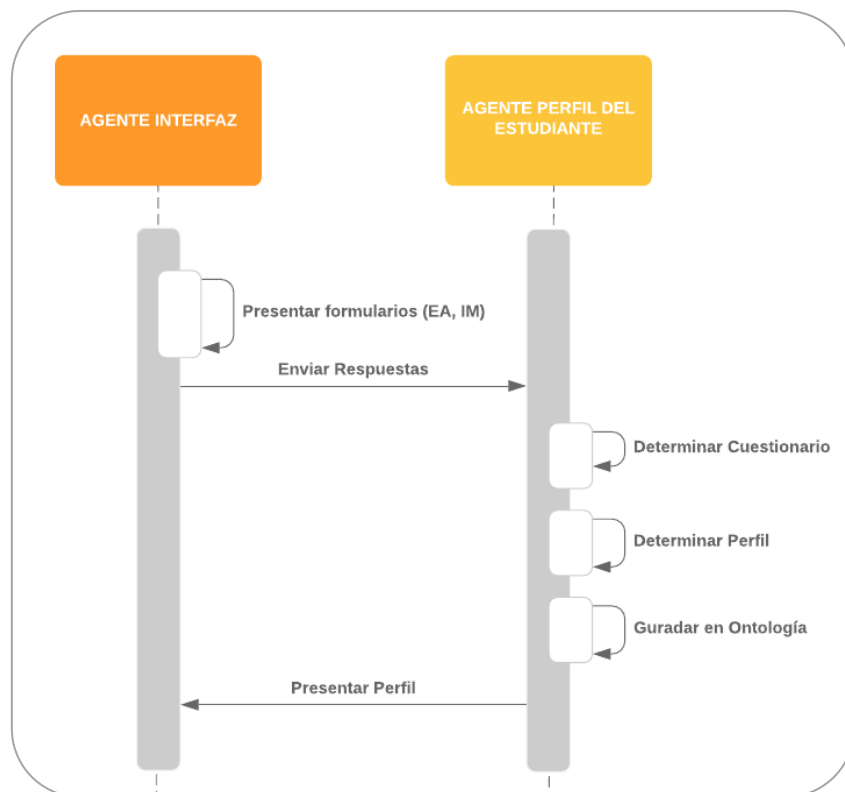 AGENTE INTERFAZ
AGENTE PERFIL DEL
ESTUDIANTE
Presentar formularios (EA, IM)
Enviar Respuestas
Determinar Cuestionario
Determinar Perfil
Guradar en Ontología
Presentar Perfil